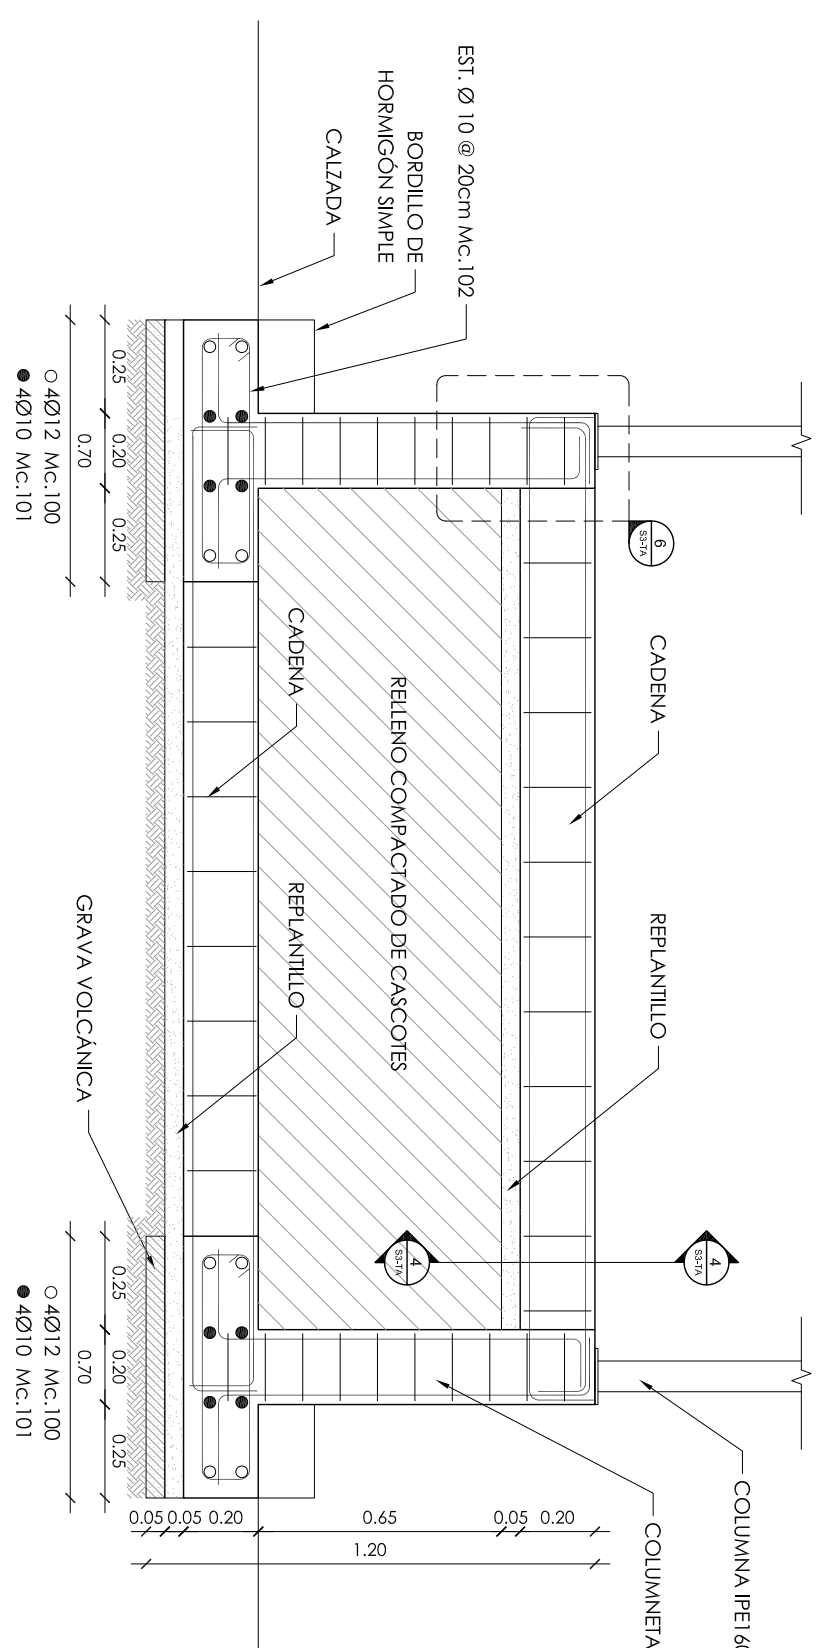 COLUMNA IPE160
COLUMNETA
4
S3-TA
6
S3-TA
CADENA
REPLANTILLO
EST. Ø 10 @ 20cm Mc.102
BORDILLO DE
HORMIGÓN SIMPLE
CALZADA
RELLENO COMPACTADO DE CASCOTES
4
S3-TA
CADENA
REPLANTILLO
GRAVA VOLCÁNICA
0.20
0.05
0.65
0.20
0.05
0.05
1.20
0.25
0.20
0.25
0.70
4Ø12 Mc.100
4Ø10 Mc.101
0.25
0.20
0.25
0.70
4Ø12 Mc.100
4Ø10 Mc.101